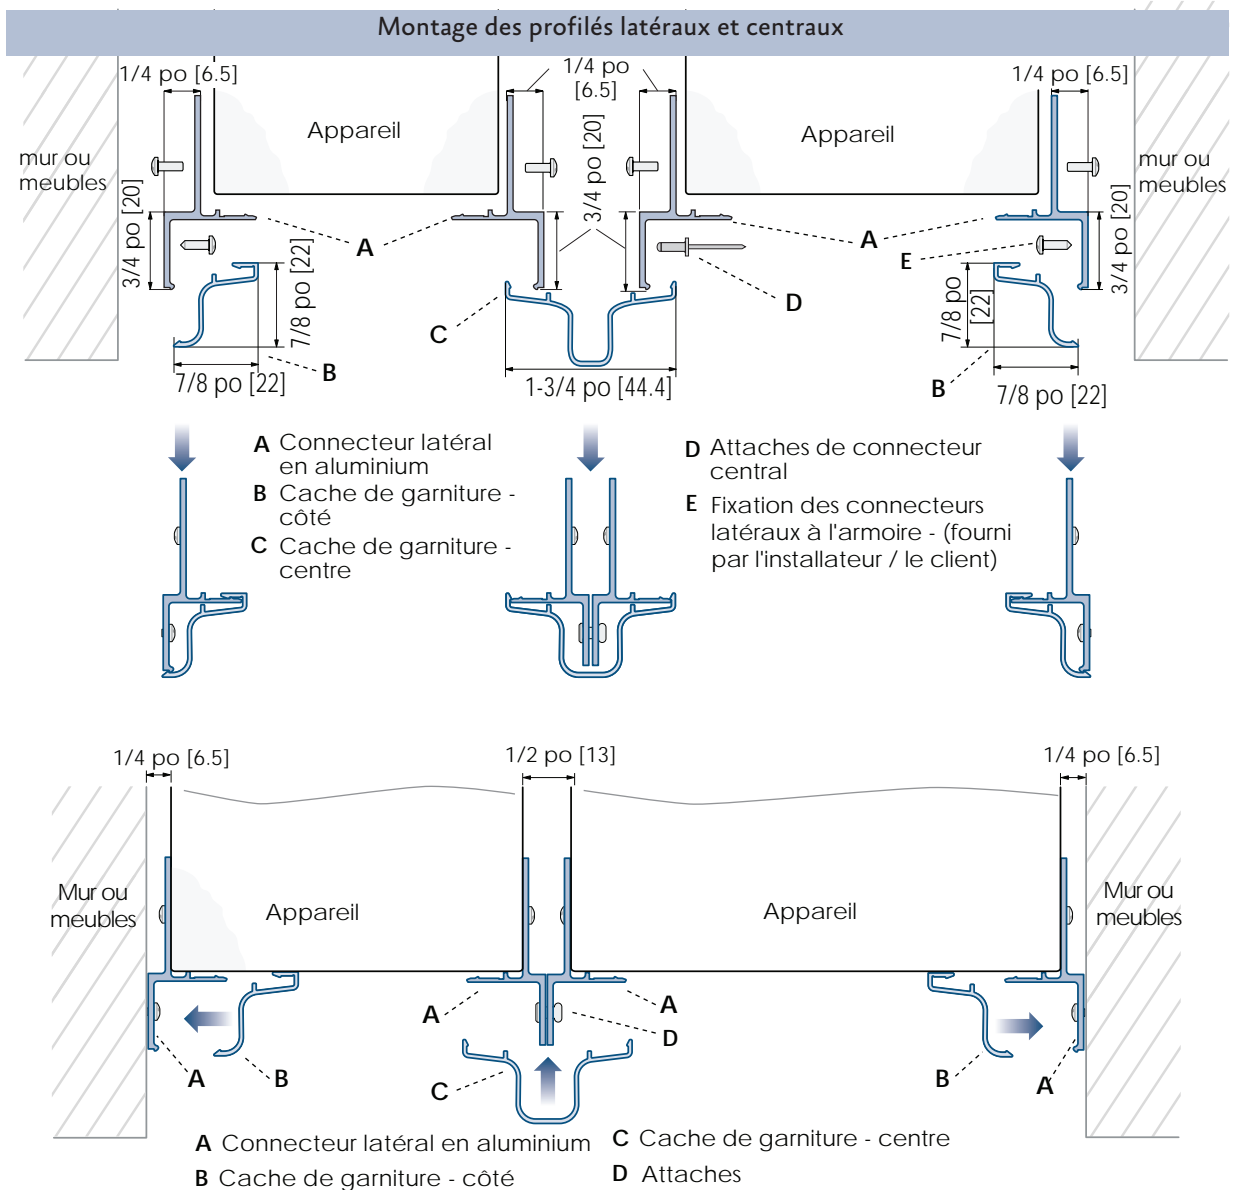 Montage des profilés latéraux et centraux
1/4 po [6.5]
1/4 po
[6.5]
1/4 po [6.5]
Appareil
Appareil
mur ou
meubles
mur ou
meubles
3/4 po [20]
3/4 po [20]
3/4 po [20]
A
A
E
D
C
B
B
7/8 po [22]
7/8 po
[22]
7/8 po [22]
1-3/4 po [44.4]
7/8 po [22]
A Connecteur latéral
en aluminium
B Cache de garniture -
côté
C Cache de garniture -
centre
D Attaches de connecteur
central
E Fixation des connecteurs
latéraux à l'armoire - (fourni
par l'installateur / le client)
1/4 po [6.5]
1/2 po [13]
1/4 po [6.5]
Mur ou
meubles
Appareil
Appareil
Mur ou
meubles
A
A
D
A
B
C
B
A
A Connecteur latéral en aluminium
B Cache de garniture - côté
C Cache de garniture - centre
D Attaches